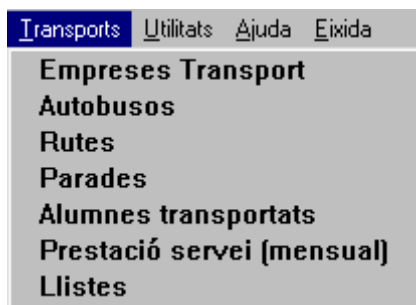 Transports Utilitats Ajuda Eixida
Empreses Transport
Autobusos
Rutes
Parades
Alumnes transportats
Prestació servei (mensual)
Llistes